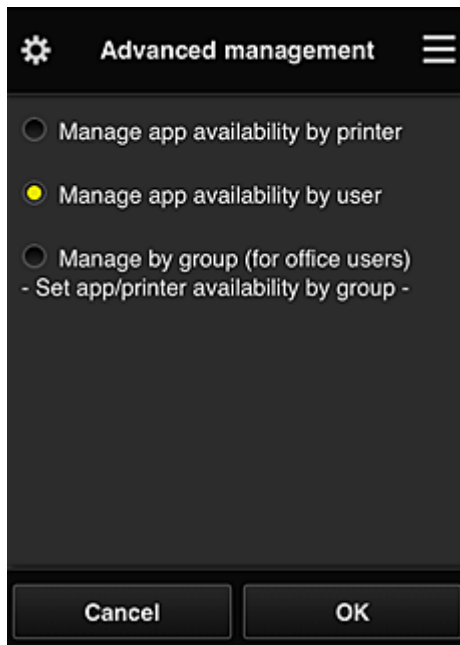 Advanced management
Manage app availability by printer
Manage app availability by user
Manage by group (for office users)
- Set app/printer availability by group -
Cancel OK